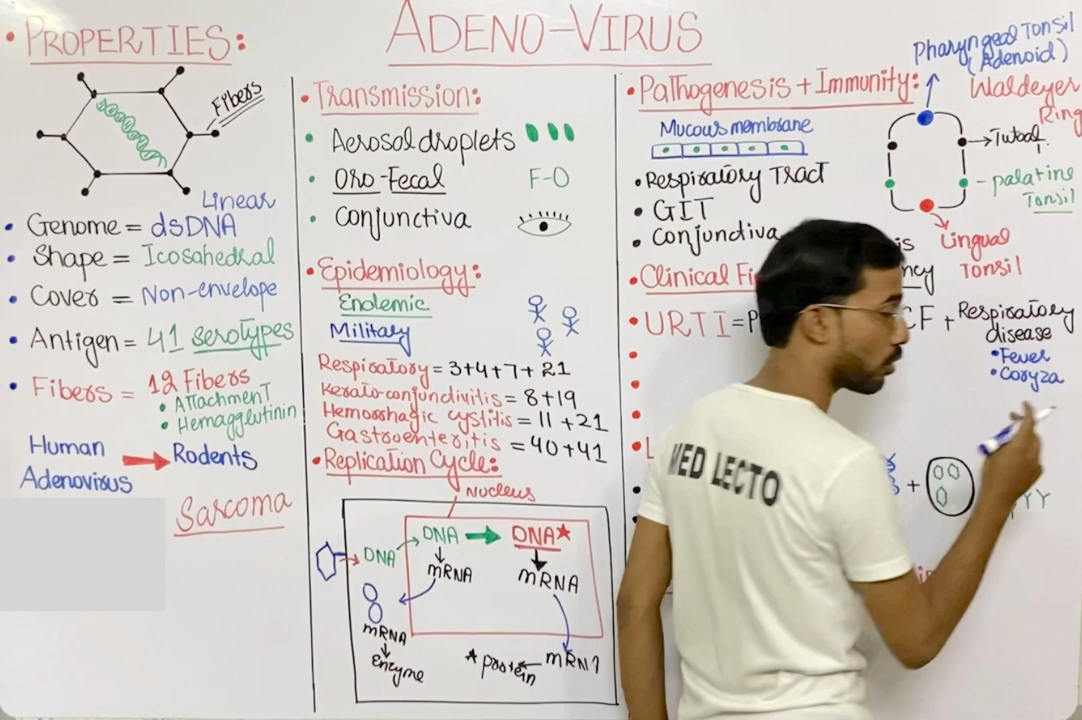 ADENO-VIRUS
• PROPERTIES:
Fibers
Linear
• Genome = dsDNA
• Shape = Icosahedral
• Cover = Non-envelope
• Antigen = 41 serotypes
• Fibers = 12 Fibers
• Attachment
• Hemagglutinin
Human Adenovirus → Rodents
Sarcoma
• Transmission:
• Aerosol droplets
• Oro-Fecal F-O
• Conjunctiva
• Epidemiology:
Endemic
Military
Respiratory = 3+4+7+21
Kerato-conjundivitis = 8+19
Hemorrhagic cystitis = 11+21
Gastroenteritis = 40+41
• Replication Cycle:
Nucleus
DNA → DNA → DNA*
mRNA
mRNA
mRNA
Enzyme
* protein ← mRNA
• Pathogenesis + Immunity:
Mucous membrane
• Respiratory Tract
• GIT
• Conjundiva
Pharyngeal Tonsil
(Adenoid)
Waldeyer
Ring
→ Tubal
- palatine
Tonsil
Lingual
Tonsil
• Clinical
• URTI =
+ Respiratory
disease
• Fever
• Coryza
+
MED LECTO